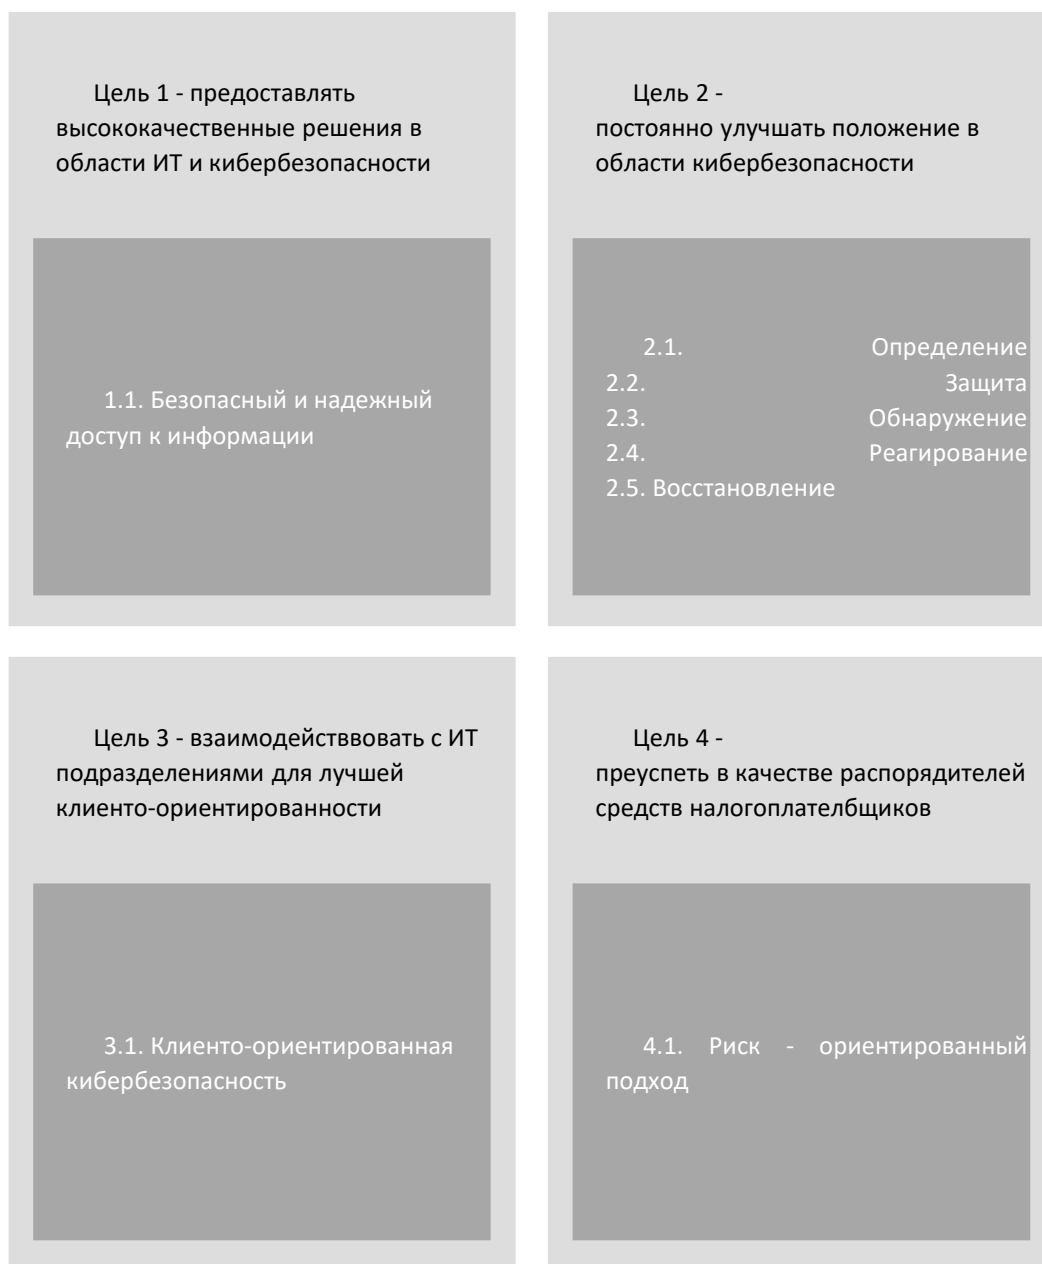 Цель 1 - предоставлять
высококачественные решения в
области ИТ и кибербезопасности
1.1. Безопасный и надежный
доступ к информации
Цель 2 -
постоянно улучшать положение в
области кибербезопасности
2.1. Определение
2.2. Защита
2.3. Обнаружение
2.4. Реагирование
2.5. Восстановление
Цель 3 - взаимодействвовать с ИТ
подразделениями для лучшей
клиенто-ориентированности
3.1. Клиенто-ориентированная
кибербезопасность
Цель 4 -
преуспеть в качестве распорядителей
средств налогоплателбщиков
4.1. Риск - ориентированный
подход